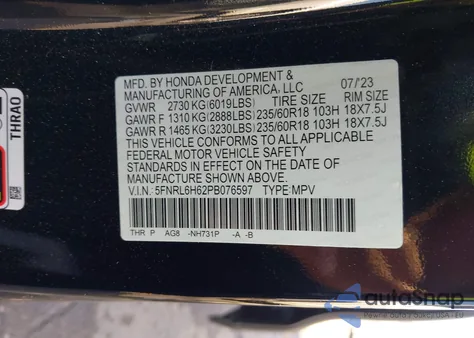 MFD. BY HONDA DEVELOPMENT &
MANUFACTURING OF AMERICA, LLC 07/'23
GVWR 2730 KG(6019LBS) TIRE SIZE RIM SIZE
GAWR F 1310 KG(2888LBS)235/60R18 103H 18X7.5J
GAWR R 1465 KG(3230LBS)235/60R18 103H 18X7.5J
THIS VEHICLE CONFORMS TO ALL APPLICABLE
FEDERAL MOTOR VEHICLE SAFETY
STANDARDS IN EFFECT ON THE DATE OF
MANUFACTURE SHOWN ABOVE.
V.I.N.: 5FNRL6H62PB076597 TYPE:MPV
THR P AG8 -NH731P -A -B
THRA0
autoSnap